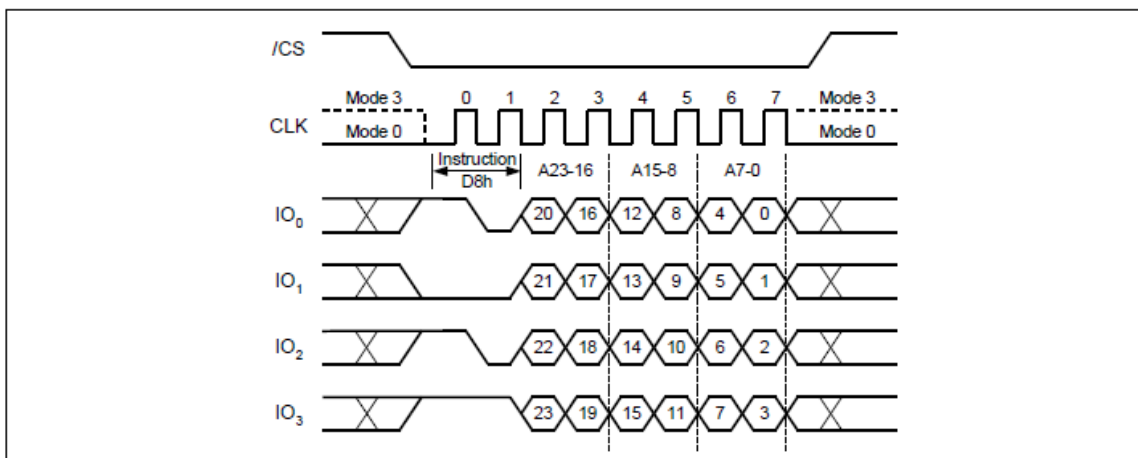 /CS
Mode 3 0 1 2 3 4 5 6 7 Mode 3
CLK Mode 0 Mode 0
Instruction
D8h A23-16 A15-8 A7-0
IO0 20 16 12 8 4 0
IO1 21 17 13 9 5 1
IO2 22 18 14 10 6 2
IO3 23 19 15 11 7 3